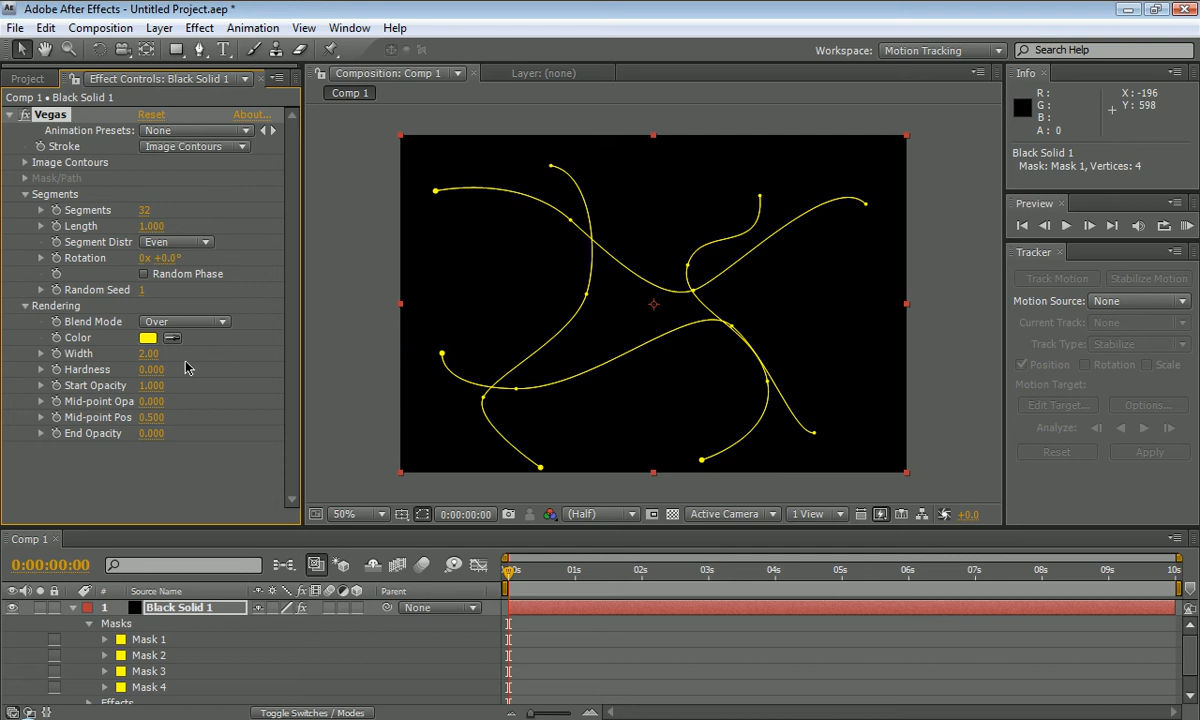 Adobe After Effects - Untitled Project.aep *
File Edit Composition Layer Effect Animation View Window Help
Workspace: Motion Tracking Search Help
Project Effect Controls: Black Solid 1
Comp 1 • Black Solid 1
fx Vegas Reset About...
Animation Presets: None
Stroke Image Contours
Image Contours
Mask/Path
Segments
Segments 32
Length 1.000
Segment Distr Even
Rotation 0x +0.0°
Random Phase
Random Seed 1
Rendering
Blend Mode Over
Color
Width 2.00
Hardness 0.000
Start Opacity 1.000
Mid-point Opa 0.000
Mid-point Pos 0.500
End Opacity 0.000
Composition: Comp 1 Layer: (none)
Comp 1
50% 0:00:00:00 (Half) Active Camera 1 View +0.0
Info
R : X : -196
G : Y : 598
B :
A : 0
Black Solid 1
Mask: Mask 1, Vertices: 4
Preview
Tracker
Track Motion Stabilize Motion
Motion Source: None
Current Track: None
Track Type: Stabilize
Position Rotation Scale
Motion Target:
Edit Target... Options...
Analyze:
Reset Apply
Comp 1
0:00:00:00
01s 02s 03s 04s 05s 06s 07s 08s 09s 10s
# Source Name fx Parent
1 Black Solid 1 fx None
Masks
Mask 1
Mask 2
Mask 3
Mask 4
Effects
Toggle Switches / Modes